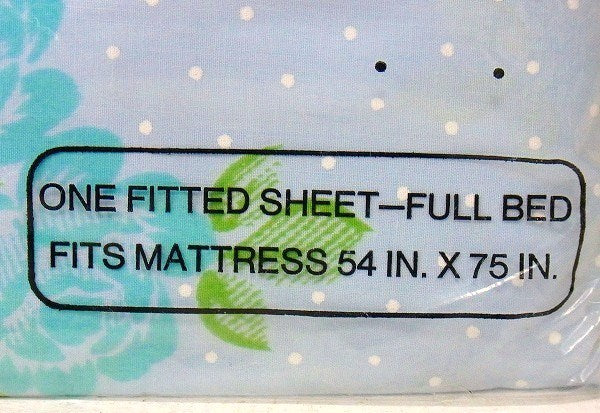 ONE FITTED SHEET—FULL BED
FITS MATTRESS 54 IN. X 75 IN.